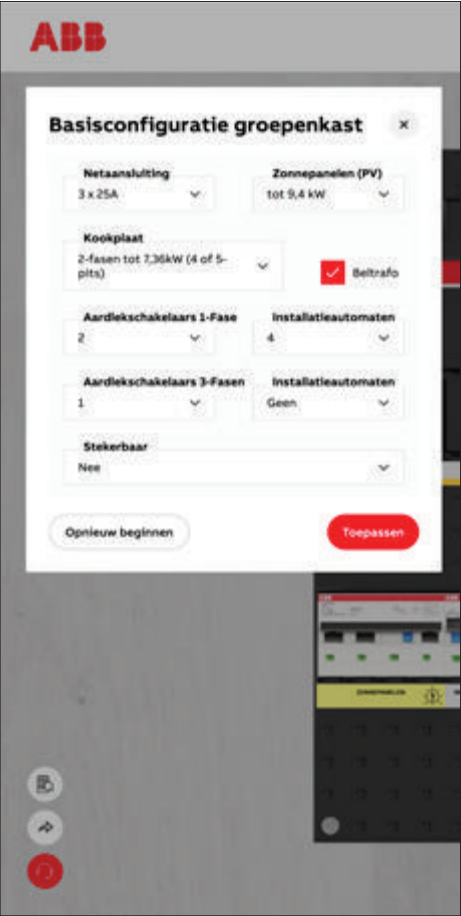 ABB
Basisconfiguratie groepenkast
Netaansluiting
Zonnepanelen (PV)
3 x 25A
tot 9,4 kW
Kookplaat
2-fasen tot 7,36kW (4 of 5-
pits)
Beltrafo
Aardlekschakelaars 1-Fase
Installatieautomaten
2
4
Aardlekschakelaars 3-Fasen
Installatieautomaten
1
Geen
Stekerbaar
Nee
Opnieuw beginnen
Toepassen
ABB
ZONNEPANELEN